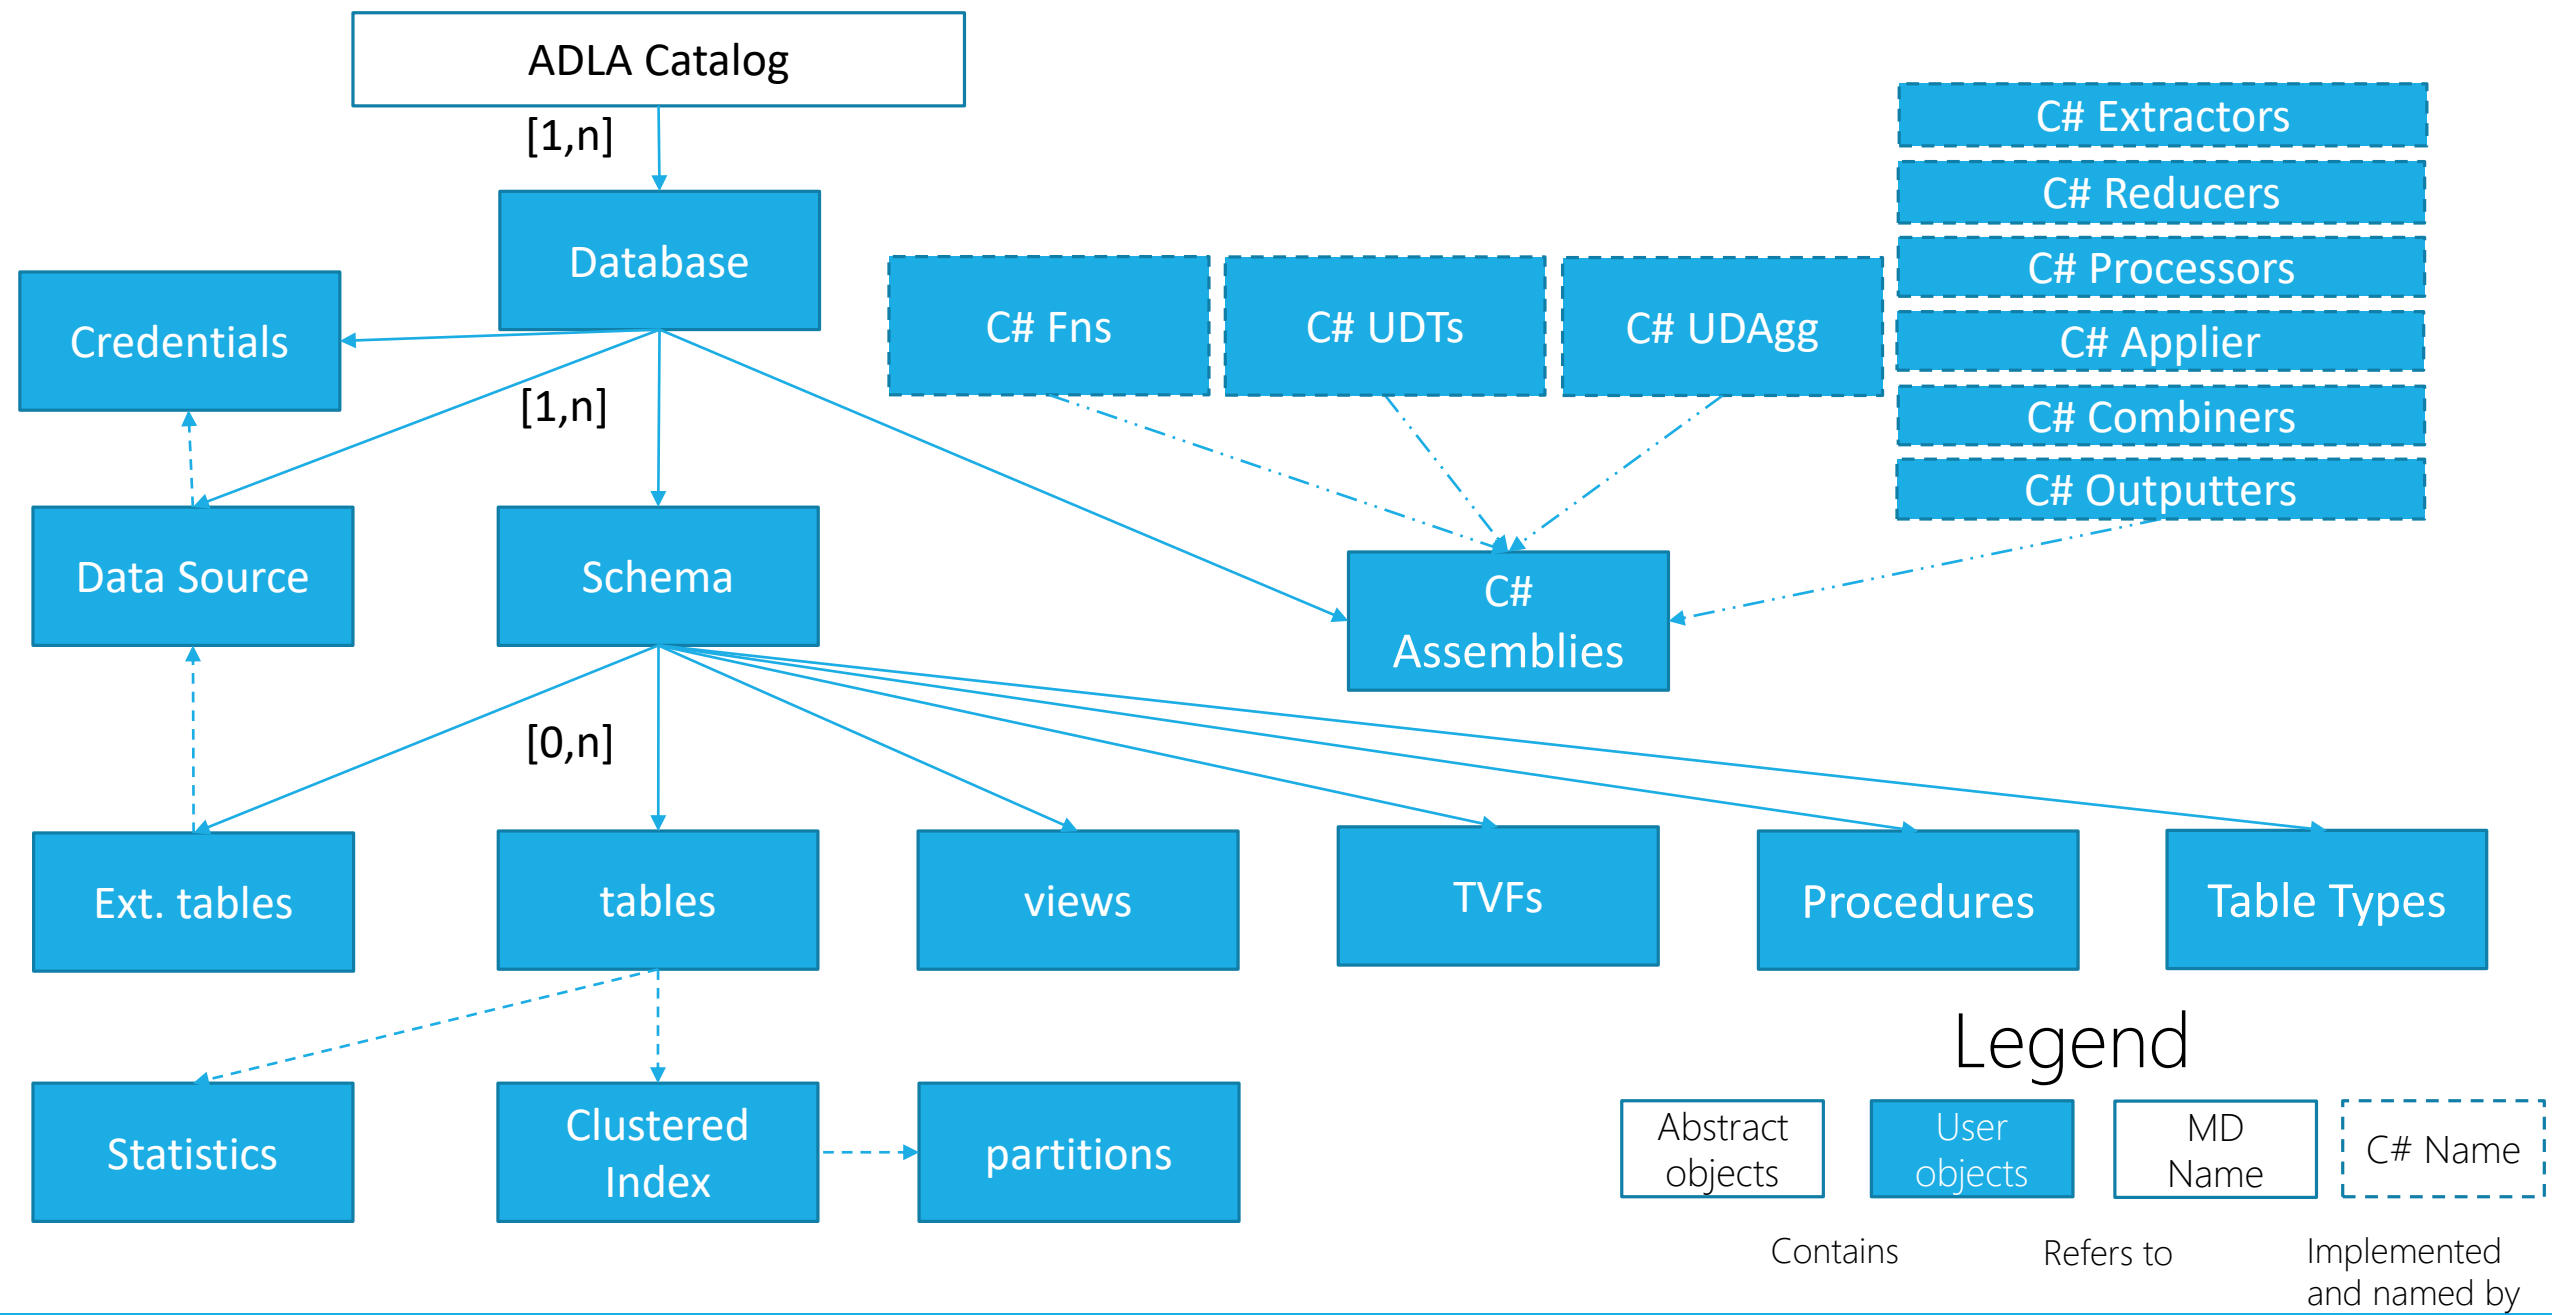 ADLA Catalog
[1,n]
Database
C# Extractors
C# Reducers
C# Processors
C# Applier
C# Combiners
C# Outputters
C# Fns
C# UDTs
C# UDAgg
Credentials
[1,n]
Data Source
Schema
C#
Assemblies
[0,n]
Ext. tables
tables
views
TVFs
Procedures
Table Types
Statistics
Clustered
Index
partitions
Legend
Abstract
objects
User
objects
MD
Name
C# Name
Contains
Refers to
Implemented
and named by